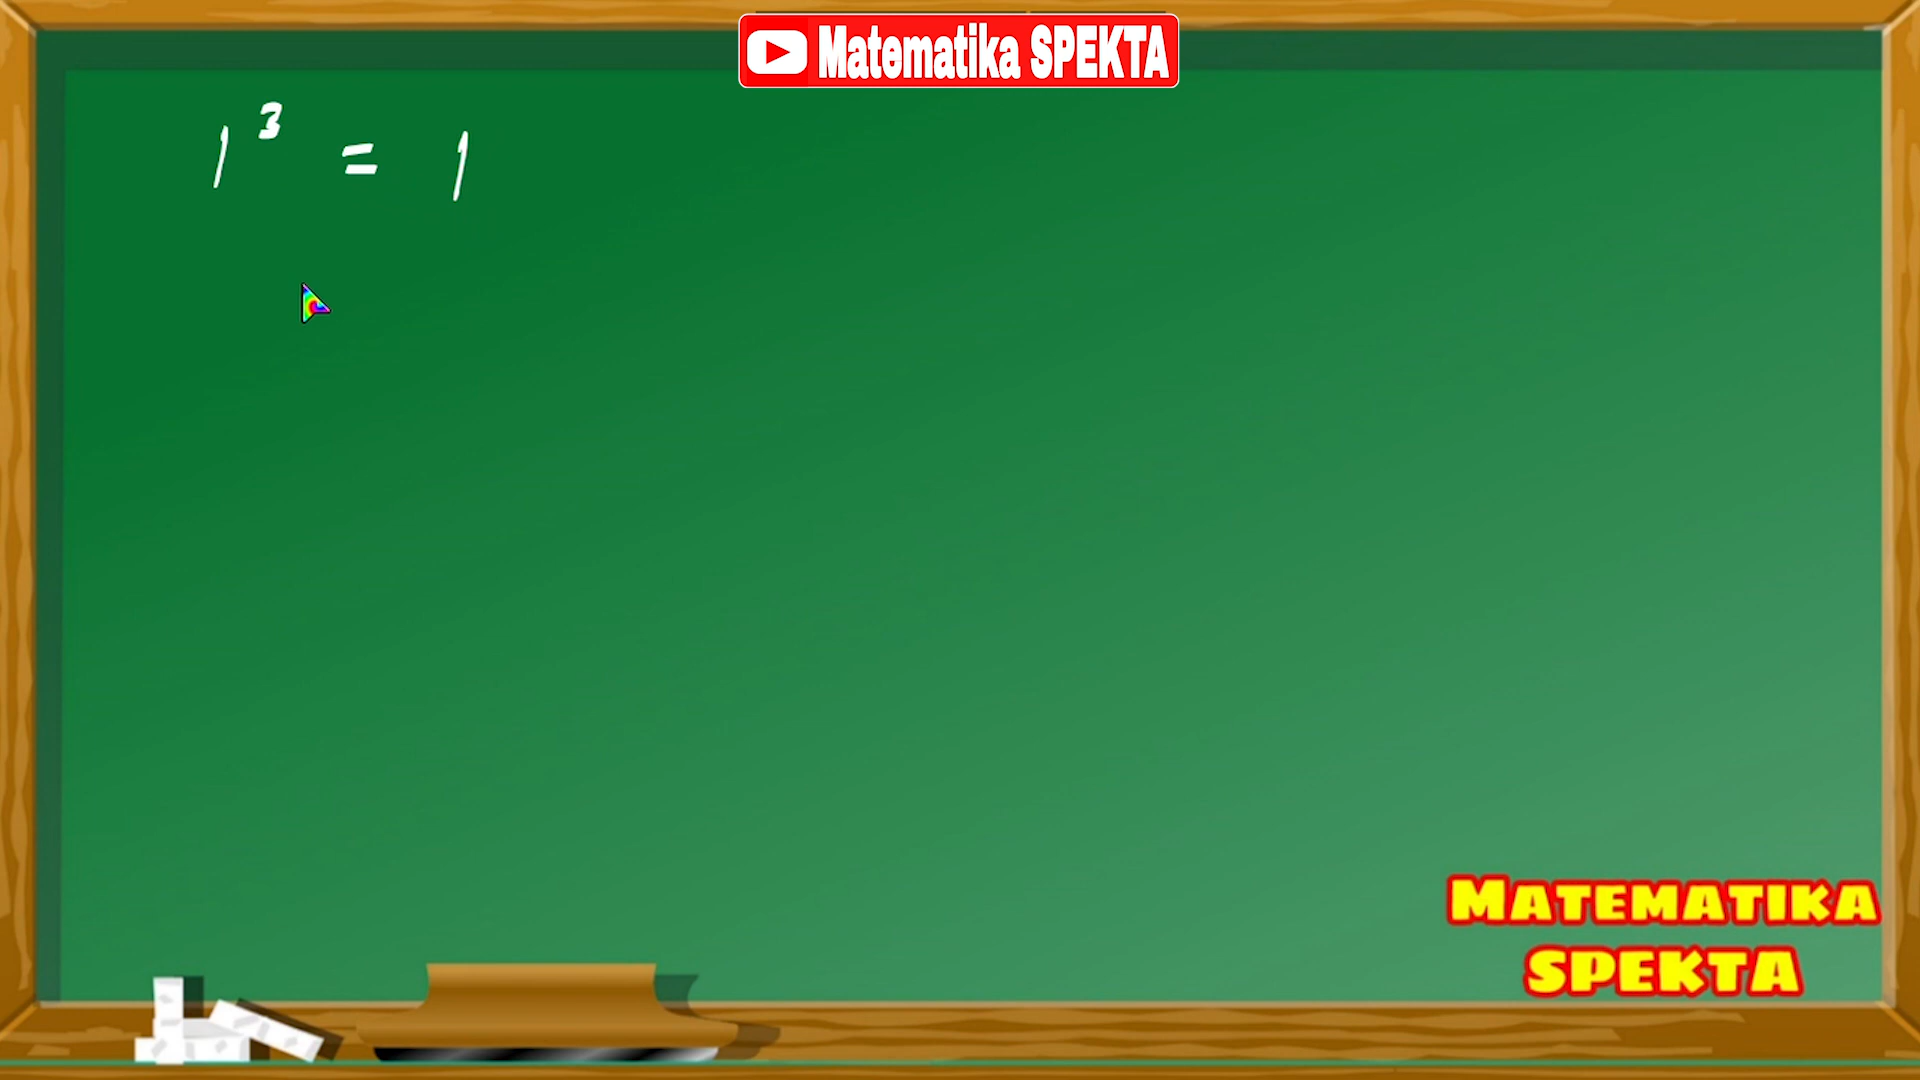 Matematika SPEKTA
1³ = 1
MATEMATIKA
SPEKTA